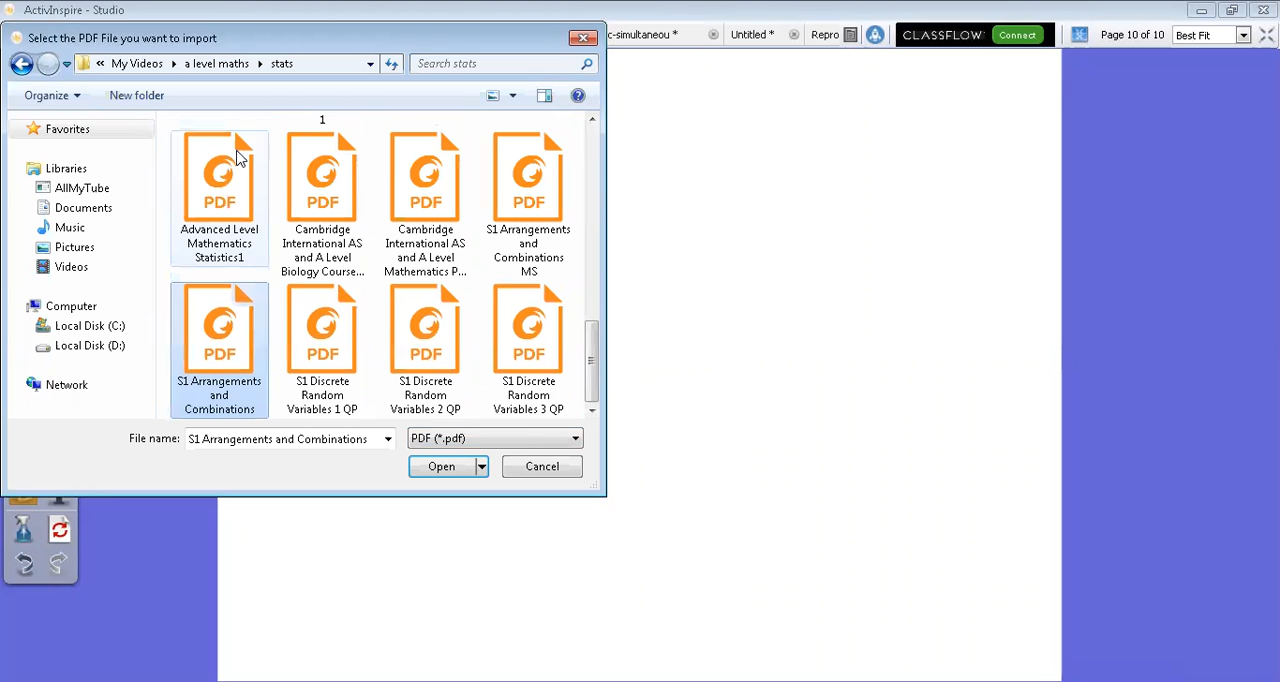 ActivInspire - Studio
Select the PDF File you want to import
c-simultaneou *
Untitled *
Repro
CLASSFLOW
Connect
Page 10 of 10
Best Fit
« My Videos a level maths stats
Search stats
Organize
New folder
Favorites
Libraries
AllMyTube
Documents
Music
Pictures
Videos
Computer
Local Disk (C:)
Local Disk (D:)
Network
1
PDF
PDF
PDF
PDF
Advanced Level
Mathematics
Statistics1
Cambridge
International AS
and A Level
Biology Course...
Cambridge
International AS
and A Level
Mathematics P...
S1 Arrangements
and
Combinations
MS
PDF
PDF
PDF
PDF
S1 Arrangements
and
Combinations
S1 Discrete
Random
Variables 1 QP
S1 Discrete
Random
Variables 2 QP
S1 Discrete
Random
Variables 3 QP
File name: S1 Arrangements and Combinations
PDF (*.pdf)
Open
Cancel